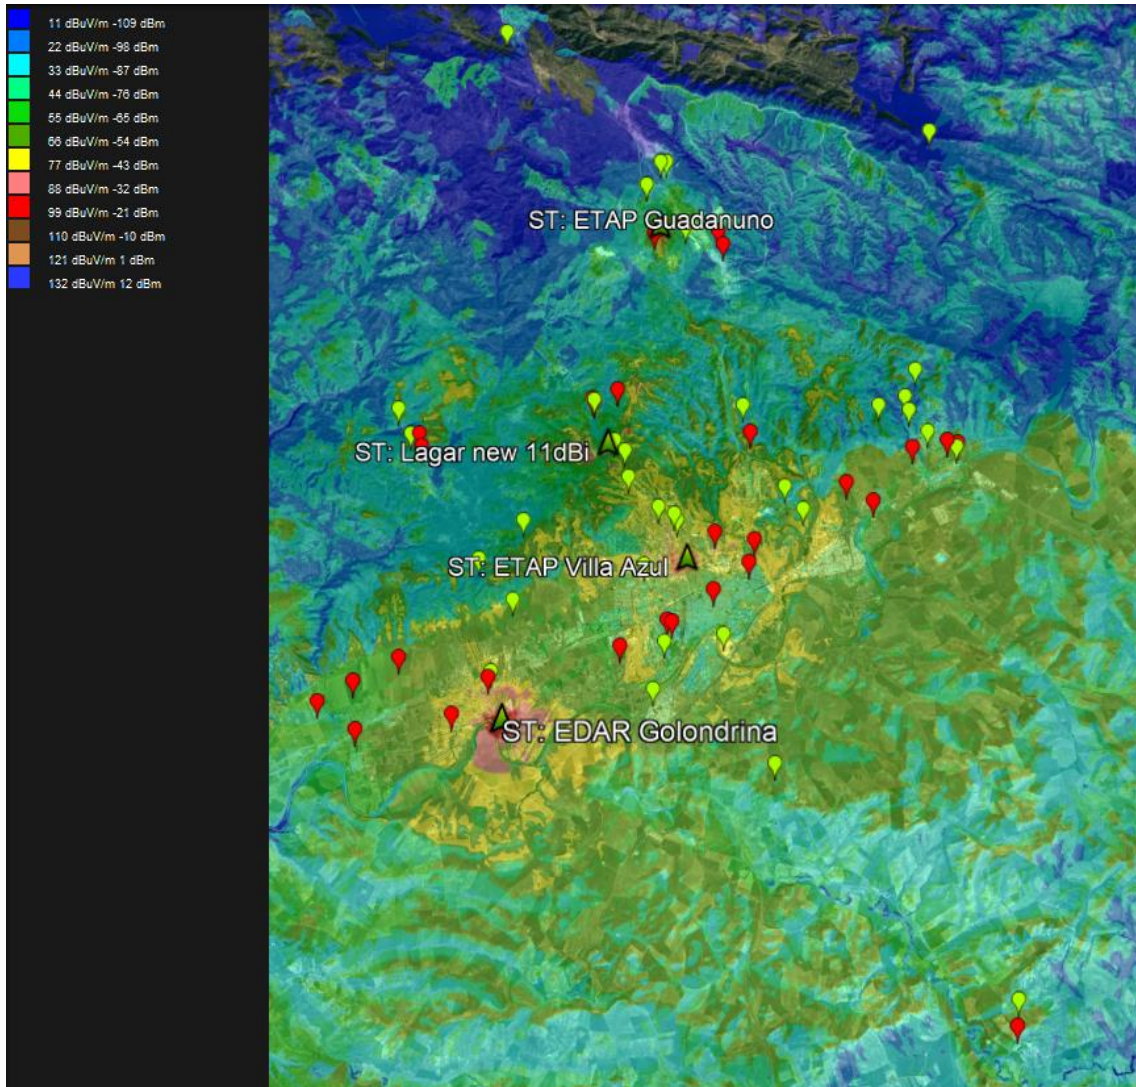 11 dBuV/m -109 dBm
22 dBuV/m -98 dBm
33 dBuV/m -87 dBm
44 dBuV/m -76 dBm
55 dBuV/m -65 dBm
66 dBuV/m -54 dBm
77 dBuV/m -43 dBm
88 dBuV/m -32 dBm
99 dBuV/m -21 dBm
110 dBuV/m -10 dBm
121 dBuV/m 1 dBm
132 dBuV/m 12 dBm
ST: ETAP Guadanuno
ST: Lagar new 11dBi
ST: ETAP Villa Azul
ST: EDAR Golondrina